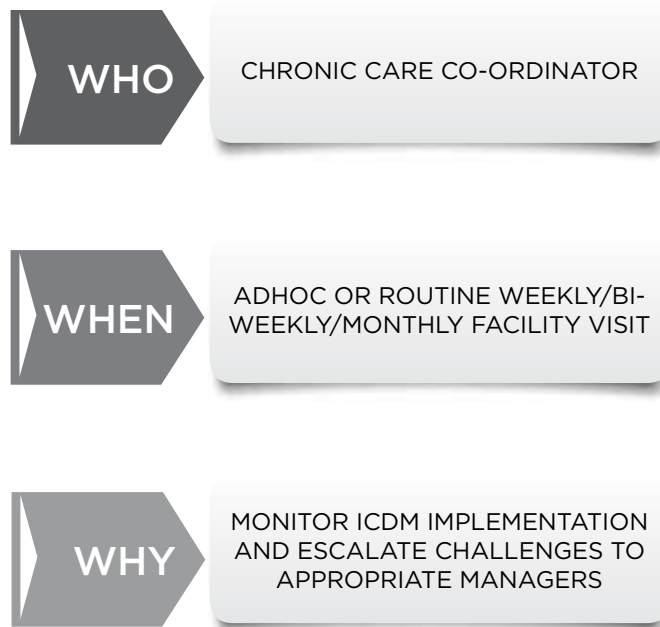 WHO
CHRONIC CARE CO-ORDINATOR
WHEN
ADHOC OR ROUTINE WEEKLY/BI-
WEEKLY/MONTHLY FACILITY VISIT
WHY
MONITOR ICDM IMPLEMENTATION
AND ESCALATE CHALLENGES TO
APPROPRIATE MANAGERS